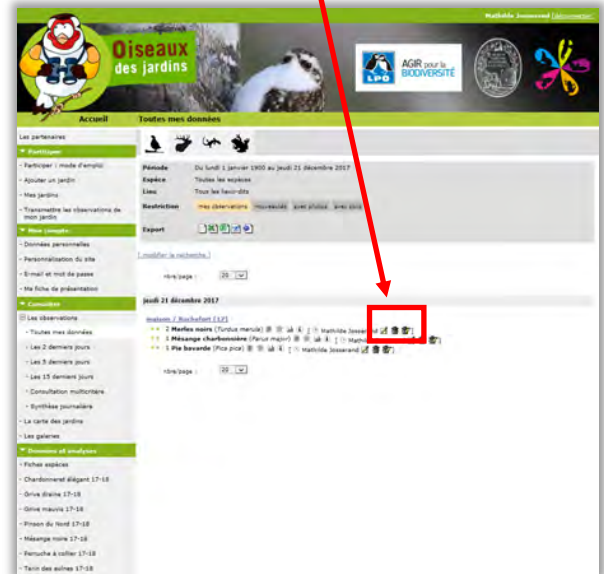 Mathilde Josserand [déconnexion]
Oiseaux
des jardins
LPO
AGIR pour la
BIODIVERSITÉ
Accueil
Toutes mes données
Les partenaires
Participer
- Participer : mode d'emploi
- Ajouter un jardin
- Mes jardins
- Transmettre les observations de
mon jardin
Mon compte
- Données personnelles
- Personnalisation du site
- E-mail et mot de passe
- Ma fiche de présentation
Consulter
Les observations
- Toutes mes données
- Les 2 derniers jours
- Les 5 derniers jours
- Les 15 derniers jours
- Consultation multicritère
- Synthèse journalière
- La carte des jardins
- Les galeries
Données et analyses
- Fiches espèces
- Chardonneret élégant 17-18
- Grive draine 17-18
- Grive mauvis 17-18
- Pinson du Nord 17-18
- Mésange noire 17-18
- Perruche à collier 17-18
- Tarin des aulnes 17-18
Période Du lundi 1 janvier 1900 au jeudi 21 décembre 2017
Espèce Toutes les espèces
Lieu Tous les lieux-dits
Restriction mes observations nouveautés avec photos avec sons
Export
[ modifier la recherche ]
nbre/page : 20
jeudi 21 décembre 2017
maison / Rochefort (17)
2 Merles noirs (Turdus merula) [ Mathilde Josserand ]
1 Mésange charbonnière (Parus major) [ Mathilde ]
1 Pie bavarde (Pica pica) [ Mathilde Josserand ]
nbre/page : 20